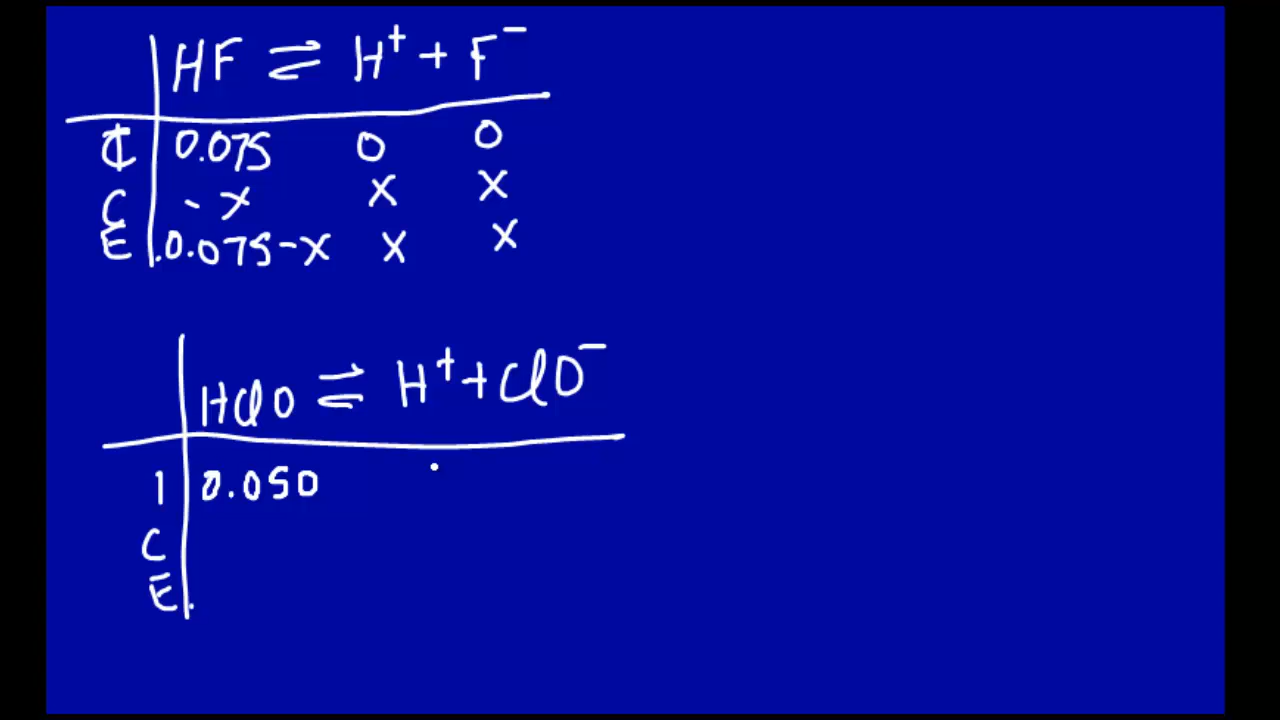 HF ⇌ H⁺ + F⁻
I 0.075 0 0
C - x x x
E 0.075-x x x
HClO ⇌ H⁺ + ClO⁻
I 0.050
C
E